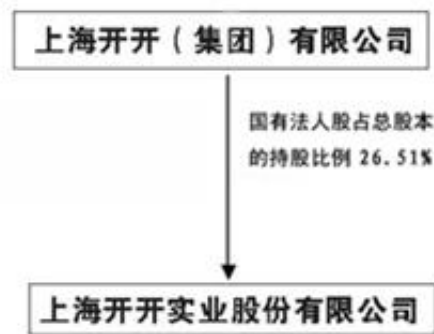 上海开开（集团）有限公司
国有法人股占总股本
的持股比例 26.51%
上海开开实业股份有限公司